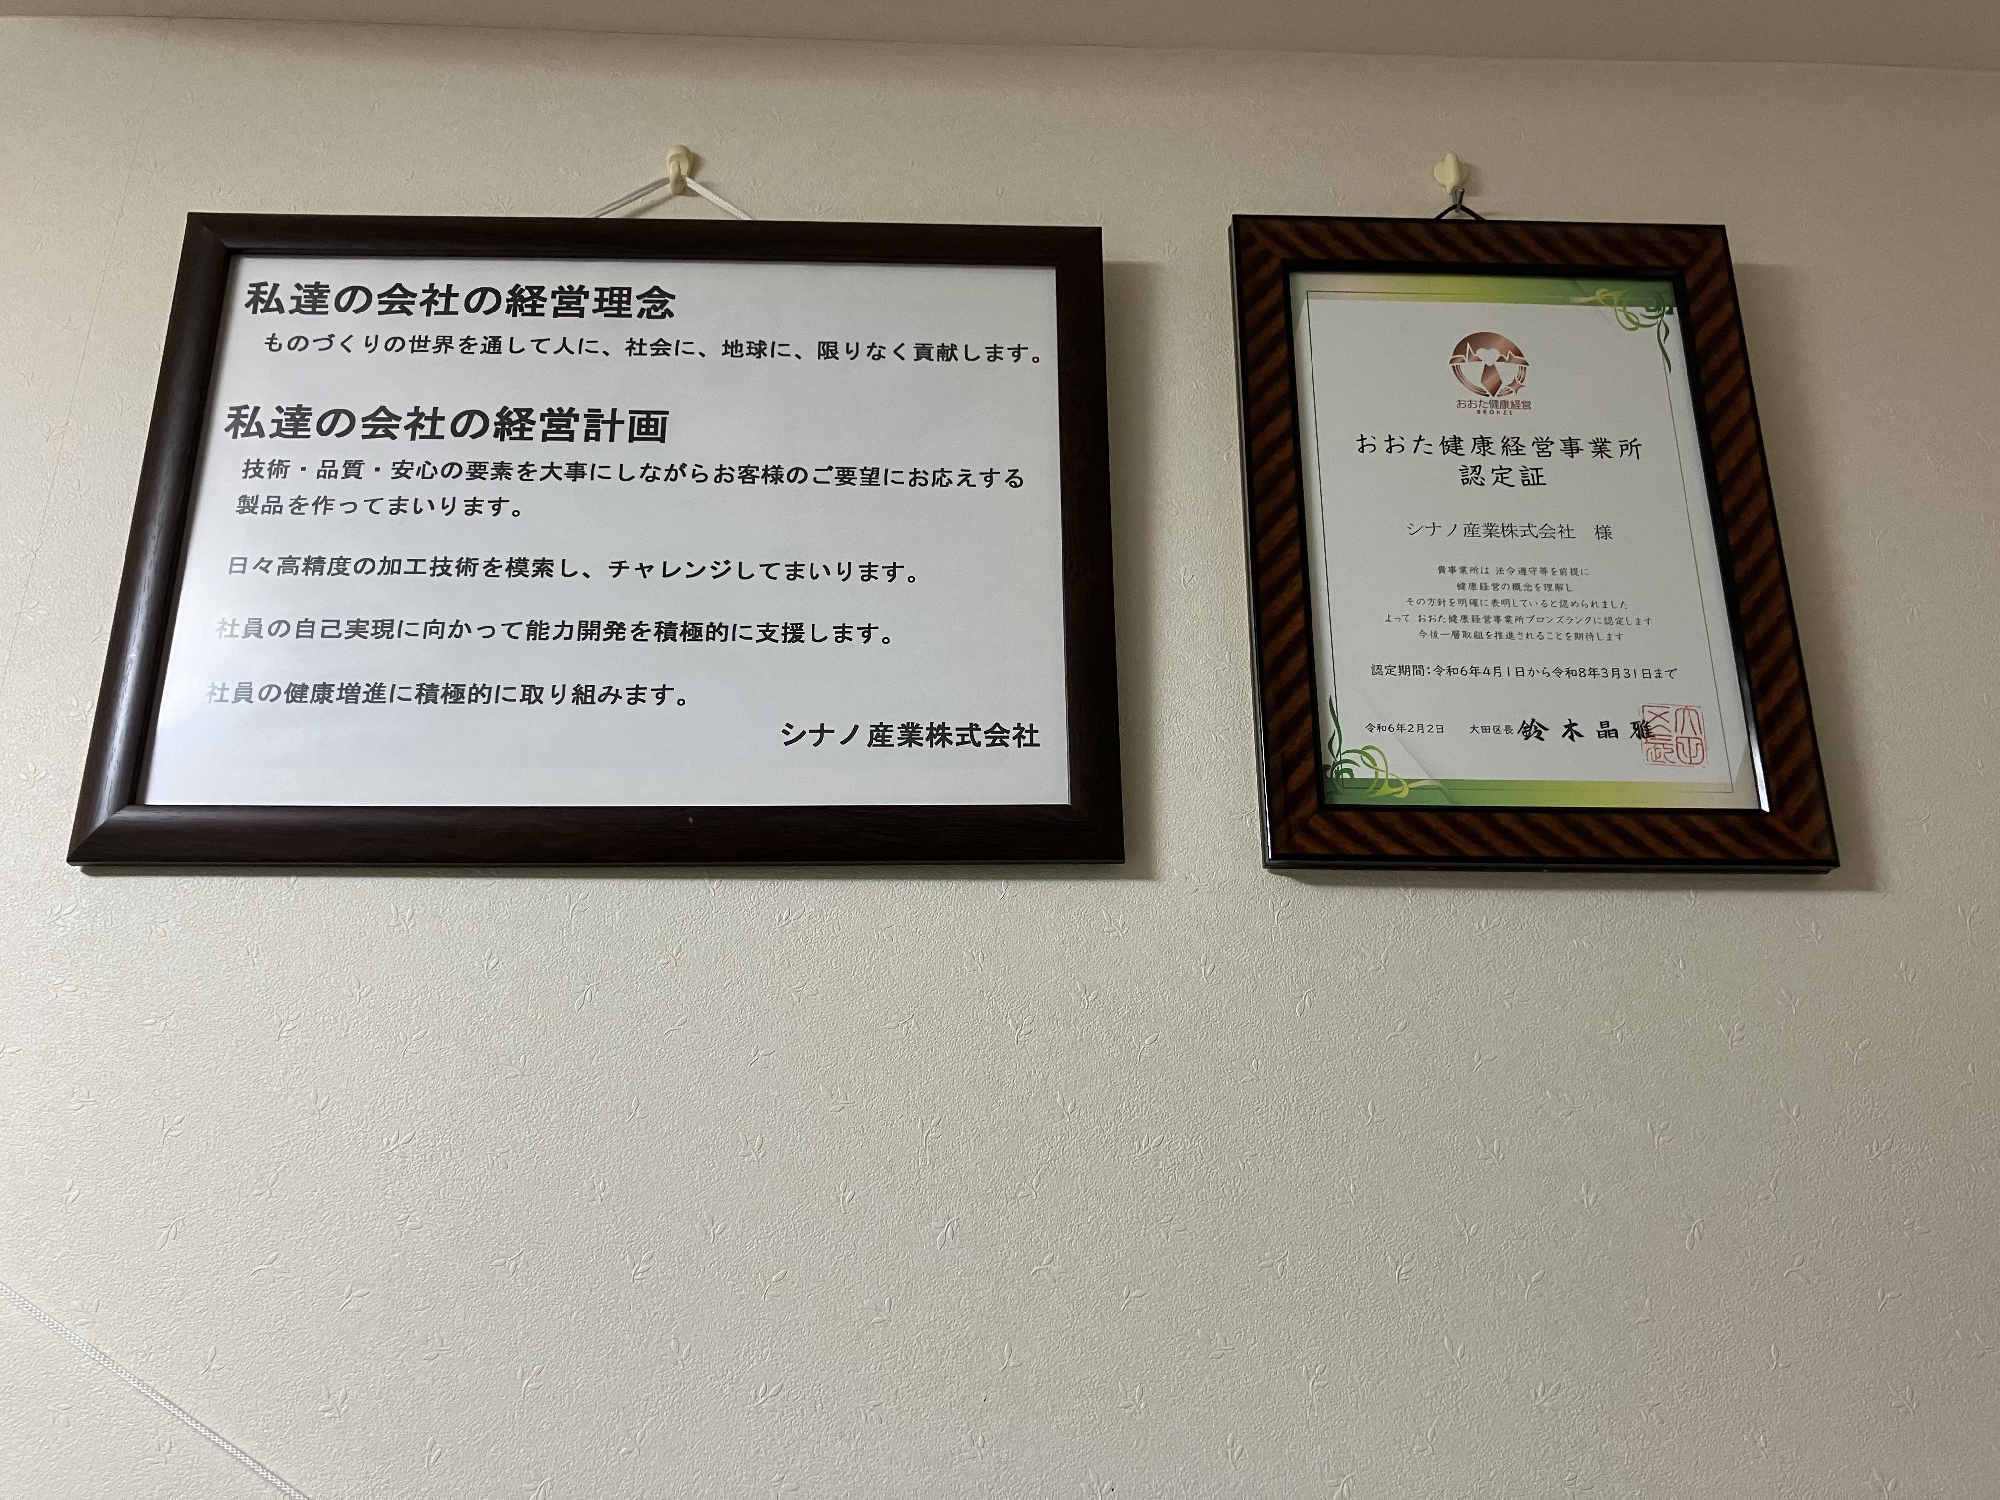 私達の会社の経営理念
ものづくりの世界を通して人に、社会に、地球に、限りなく貢献します。
私達の会社の経営計画
技術・品質・安心の要素を大事にしながらお客様のご要望にお応えする
製品を作ってまいります。
日々高精度の加工技術を模索し、チャレンジしてまいります。
社員の自己実現に向かって能力開発を積極的に支援します。
社員の健康増進に積極的に取り組みます。
シナノ産業株式会社
おおた健康経営
BRONZE
おおた健康経営事業所
認定証
シナノ産業株式会社 様
貴事業所は 法令遵守等を前提に
健康経営の概念を理解し
その方針を明確に表明していると認められました
よって おおた健康経営事業所ブロンズランクに認定します
今後一層取組を推進されることを期待します
認定期間:令和6年4月1日から令和8年3月31日まで
令和6年2月2日 大田区長 鈴木晶雅
大田区長